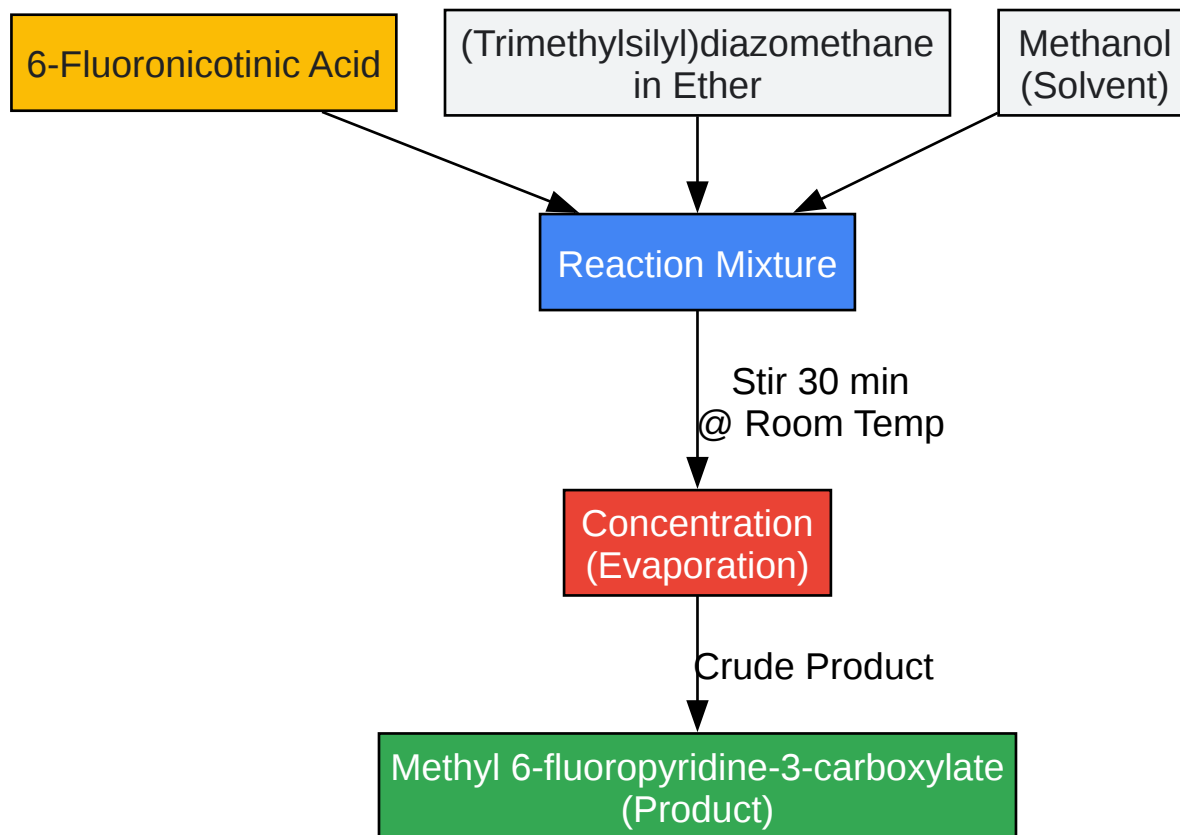 6-Fluoronicotinic Acid
(Trimethylsilyl)diazomethane
in Ether
Methanol
(Solvent)
Reaction Mixture
Stir 30 min
@ Room Temp
Concentration
(Evaporation)
Crude Product
Methyl 6-fluoropyridine-3-carboxylate
(Product)